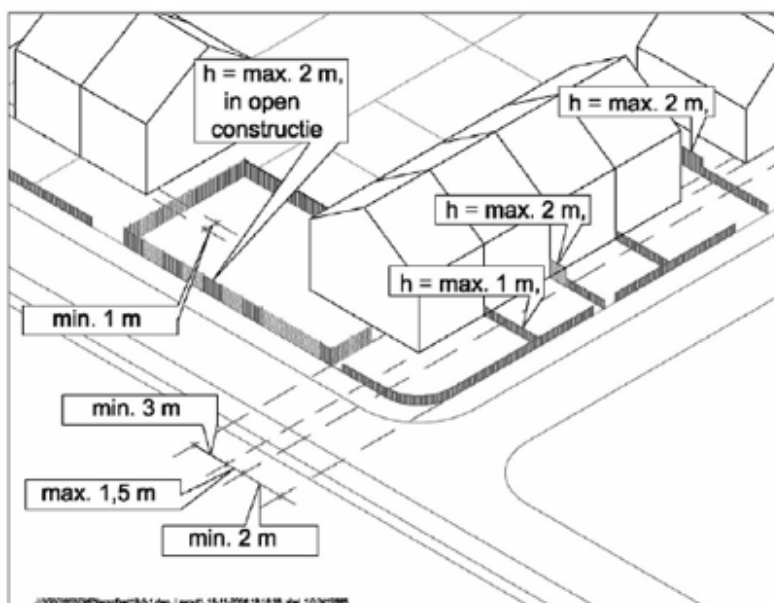 h = max. 2 m,
in open
constructie
h = max. 2 m,
h = max. 2 m,
h = max. 1 m,
min. 1 m
min. 3 m
max. 1,5 m
min. 2 m